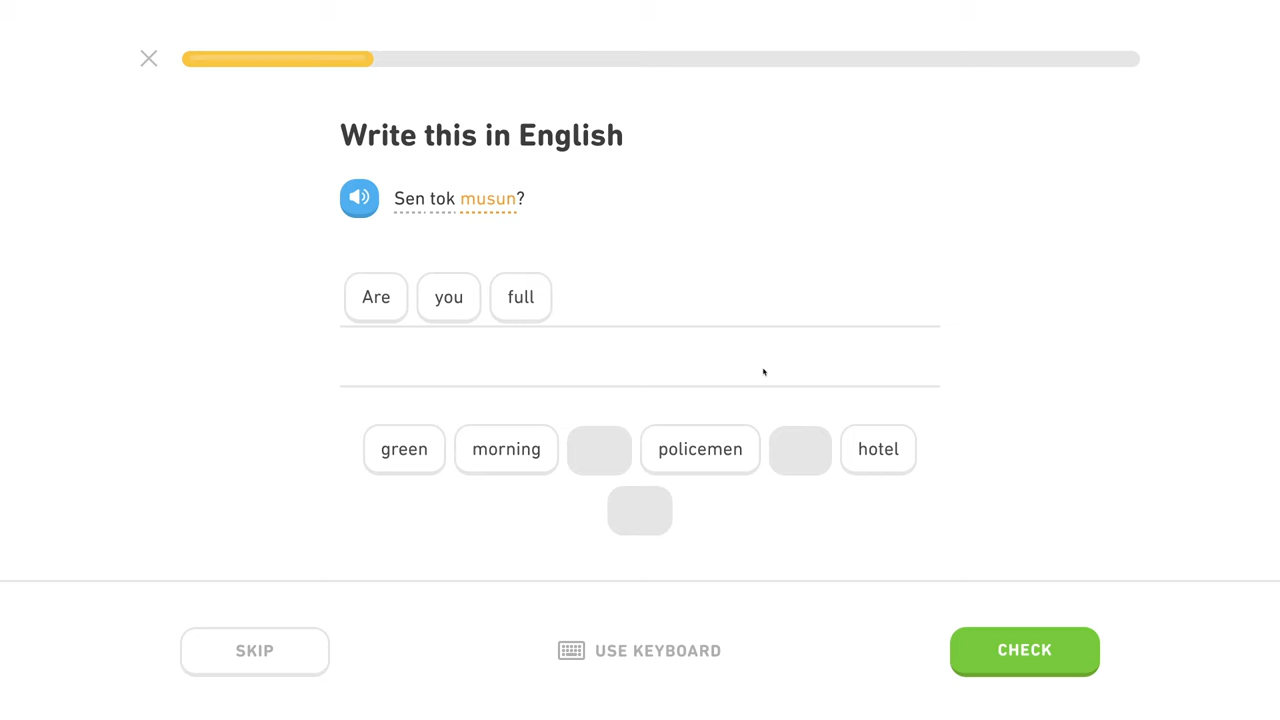 Write this in English
Sen tok musun?
Are you full
green morning policemen hotel
SKIP USE KEYBOARD CHECK